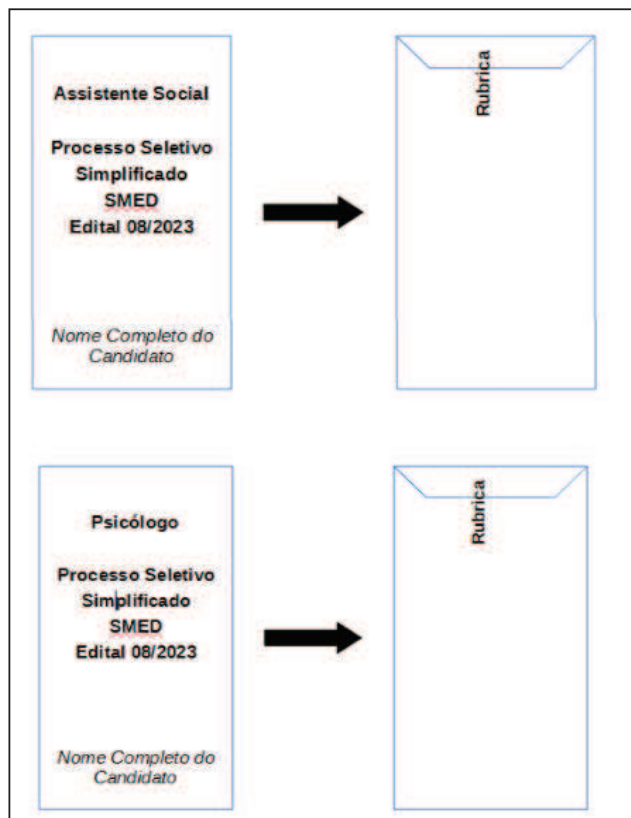 Assistente Social
Processo Seletivo
Simplificado
SMED
Edital 08/2023
Nome Completo do
Candidato
Rubrica
Psicólogo
Processo Seletivo
Simplificado
SMED
Edital 08/2023
Nome Completo do
Candidato
Rubrica